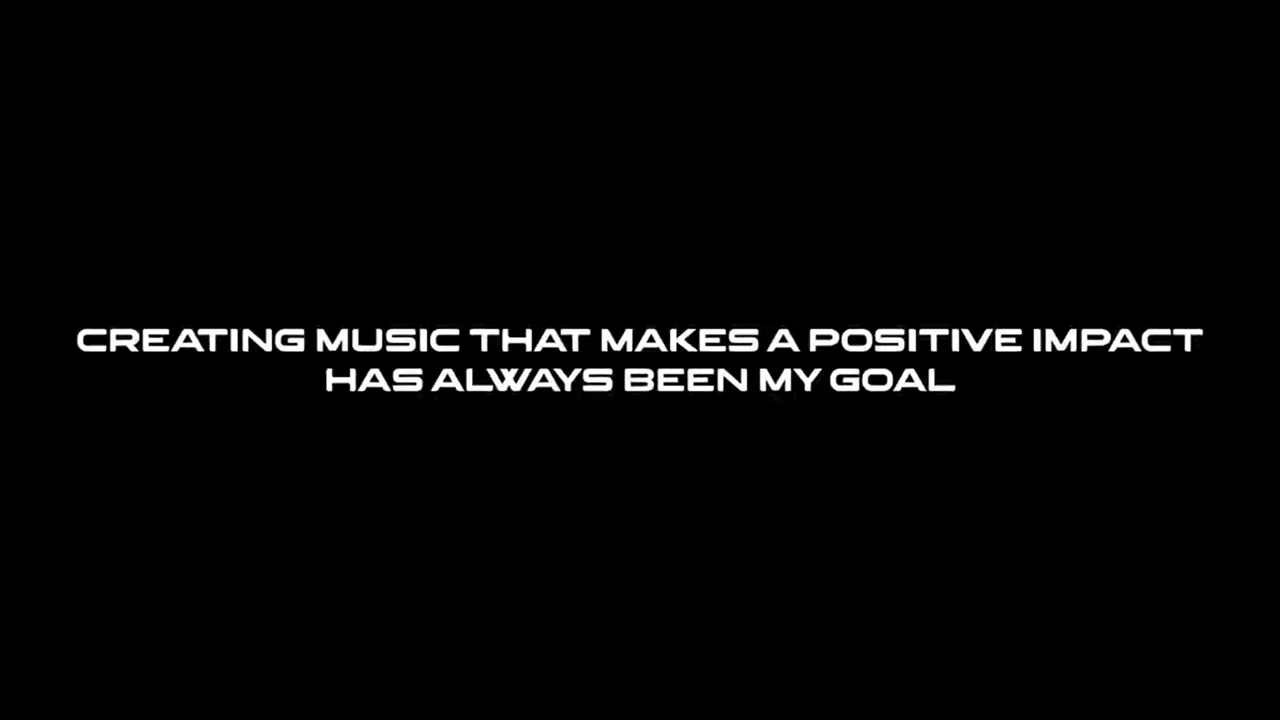 CREATING MUSIC THAT MAKES A POSITIVE IMPACT
HAS ALWAYS BEEN MY GOAL